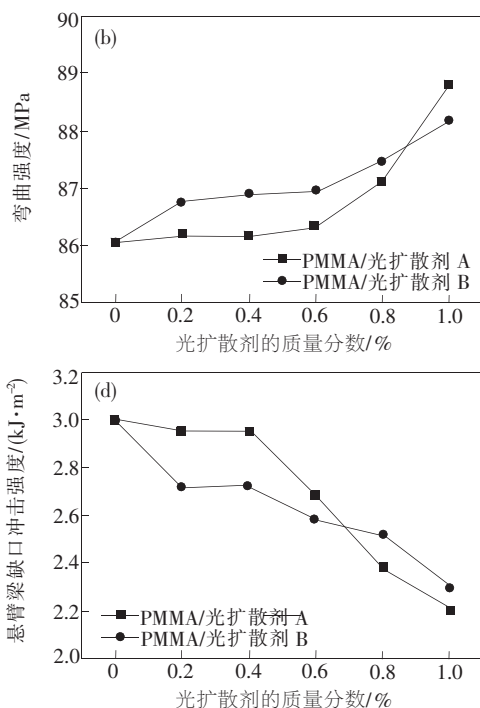 90
(b)
89
88
87
86
85
弯曲强度/MPa
PMMA/光扩散剂 A
PMMA/光扩散剂 B
0 0.2 0.4 0.6 0.8 1.0
光扩散剂的质量分数/%
3.2
(d)
3.0
2.8
2.6
2.4
2.2
2.0
悬臂梁缺口冲击强度/(kJ·m⁻²)
PMMA/光扩散剂 A
PMMA/光扩散剂 B
0 0.2 0.4 0.6 0.8 1.0
光扩散剂的质量分数/%